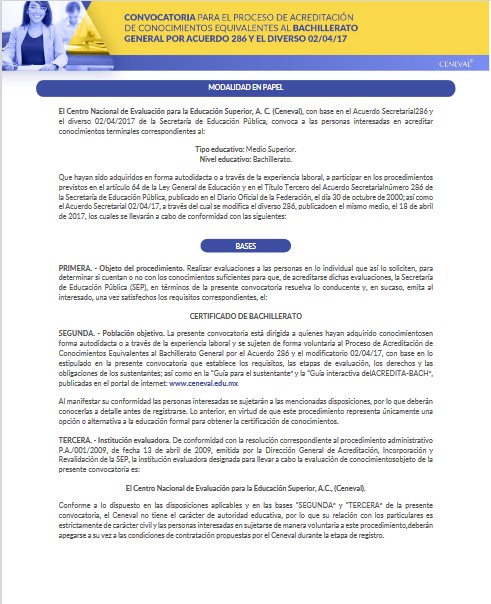 CONVOCATORIA PARA EL PROCESO DE ACREDITACIÓN
DE CONOCIMIENTOS EQUIVALENTES AL BACHILLERATO
GENERAL POR ACUERDO 286 Y EL DIVERSO 02/04/17
CENEVAL®
MODALIDAD EN PAPEL
El Centro Nacional de Evaluación para la Educación Superior, A. C. (Ceneval), con base en el Acuerdo Secretarial286 y
el diverso 02/04/2017 de la Secretaría de Educación Pública, convoca a las personas interesadas en acreditar
conocimientos terminales correspondientes al:
Tipo educativo: Medio Superior.
Nivel educativo: Bachillerato.
Que hayan sido adquiridos en forma autodidacta o a través de la experiencia laboral, a participar en los procedimientos
previstos en el artículo 64 de la Ley General de Educación y en el Título Tercero del Acuerdo Secretarialnúmero 286 de
la Secretaría de Educación Pública, publicado en el Diario Oficial de la Federación, el día 30 de octubre de 2000; así como
el Acuerdo Secretarial 02/04/17, a través del cual se modifica el diverso 286, publicadoen el mismo medio, el 18 de abril
de 2017, los cuales se llevarán a cabo de conformidad con las siguientes:
BASES
PRIMERA. - Objeto del procedimiento. Realizar evaluaciones a las personas en lo individual que así lo soliciten, para
determinar si cuentan o no con los conocimientos suficientes para que, de acreditarse dichas evaluaciones, la Secretaría
de Educación Pública (SEP), en términos de la presente convocatoria resuelva lo conducente y, en sucaso, emita al
interesado, una vez satisfechos los requisitos correspondientes, el:
CERTIFICADO DE BACHILLERATO
SEGUNDA. - Población objetivo. La presente convocatoria está dirigida a quienes hayan adquirido conocimientosen
forma autodidacta o a través de la experiencia laboral y se sujeten de forma voluntaria al Proceso de Acreditación de
Conocimientos Equivalentes al Bachillerato General por el Acuerdo 286 y el modificatorio 02/04/17, con base en lo
estipulado en la presente convocatoria que establece los requisitos, las etapas de evaluación, los derechos y las
obligaciones de los sustentantes; así como en la "Guía para el sustentante" y la "Guía interactiva delACREDITA-BACH",
publicadas en el portal de internet: www.ceneval.edu.mx
Al manifestar su conformidad las personas interesadas se sujetarán a las mencionadas disposiciones, por lo que deberán
conocerlas a detalle antes de registrarse. Lo anterior, en virtud de que este procedimiento representa únicamente una
opción o alternativa a la educación formal para obtener la certificación de conocimientos.
TERCERA. - Institución evaluadora. De conformidad con la resolución correspondiente al procedimiento administrativo
P.A./001/2009, de fecha 13 de abril de 2009, emitida por la Dirección General de Acreditación, Incorporación y
Revalidación de la SEP, la institución evaluadora designada para llevar a cabo la evaluación de conocimientosobjeto de la
presente convocatoria es:
El Centro Nacional de Evaluación para la Educación Superior, A.C., (Ceneval).
Conforme a lo dispuesto en las disposiciones aplicables y en las bases "SEGUNDA" y "TERCERA" de la presente
convocatoria, el Ceneval no tiene el carácter de autoridad educativa, por lo que su relación con los particulares es
estrictamente de carácter civil y las personas interesadas en sujetarse de manera voluntaria a este procedimiento,deberán
apegarse a su vez a las condiciones de contratación propuestas por el Ceneval durante la etapa de registro.